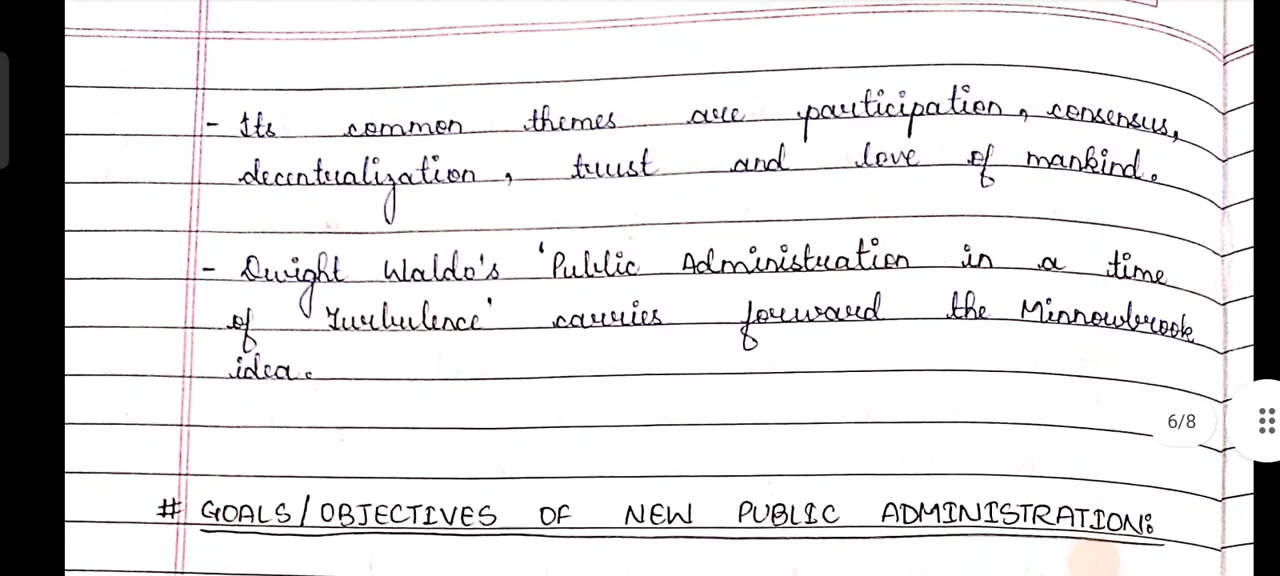 - Its common themes are participation, consensus,
decentralization, trust and love of mankind.
- Dwight Waldo's 'Public Administration in a time
of Turbulence' carries forward the Minnowbrook
idea.
6/8
# GOALS/OBJECTIVES OF NEW PUBLIC ADMINISTRATION: